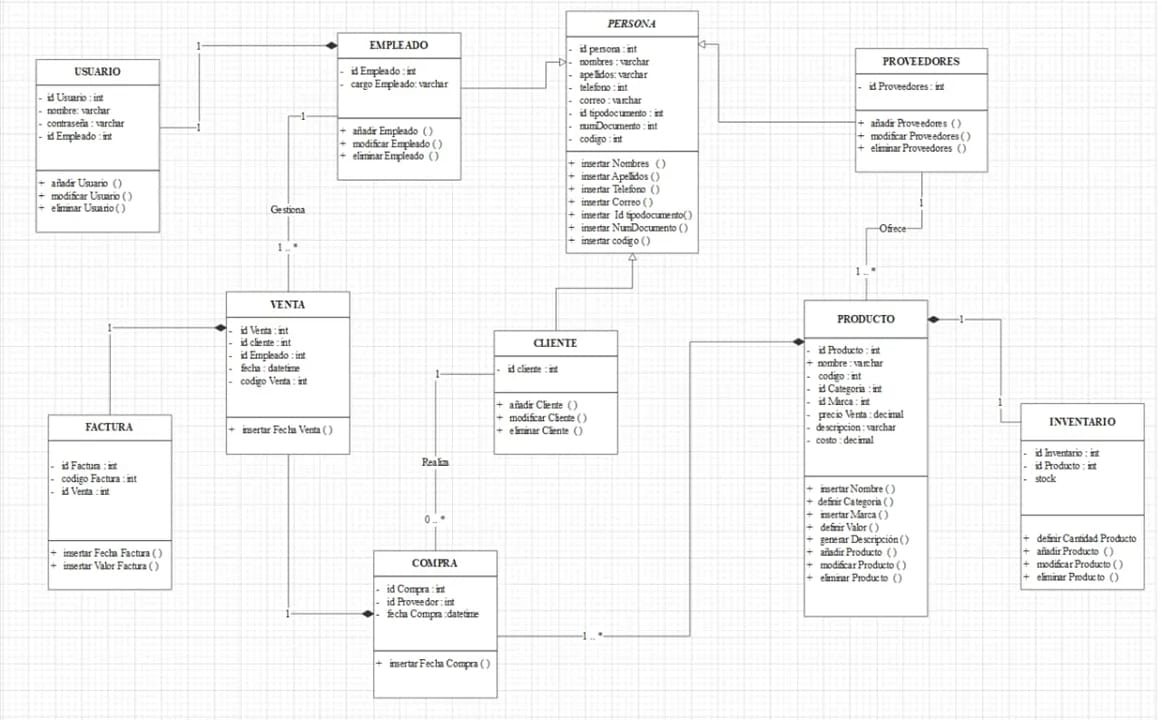 PERSONA
- id persona : int
- nombres : varchar
- apellidos: varchar
- telefono : int
- correo : varchar
- id tipodocumento : int
- numDocumento : int
- codigo : int
+ insertar Nombres ()
+ insertar Apellidos ()
+ insertar Telefono ()
+ insertar Correo ()
+ insertar Id tipodocumento()
+ insertar NumDocumento ()
+ insertar codigo ()
EMPLEADO
- id Empleado : int
- cargo Empleado: varchar
+ añadir Empleado ()
+ modificar Empleado ()
+ eliminar Empleado ()
USUARIO
- id Usuario : int
- nombre: varchar
- contraseña : varchar
- id Empleado : int
+ añadir Usuario ()
+ modificar Usuario ()
+ eliminar Usuario ()
1
1
PROVEEDORES
- id Proveedores : int
+ añadir Proveedores ()
+ modificar Proveedores ()
+ eliminar Proveedores ()
1
Gestiona
1..*
1
Ofrece
1..*
VENTA
- id Venta : int
- id cliente : int
- id Empleado : int
- fecha : datetime
- codigo Venta : int
+ insertar Fecha Venta ()
1
FACTURA
- id Factura : int
- codigo Factura : int
- id Venta : int
+ insertar Fecha Factura ()
+ insertar Valor Factura ()
CLIENTE
- id cliente : int
+ añadir Cliente ()
+ modificar Cliente ()
+ eliminar Cliente ()
1
Realiza
0..*
PRODUCTO
- id Producto : int
+ nombre : varchar
- codigo : int
- id Categoria : int
- id Marca : int
- precio Venta : decimal
- descripcion : varchar
- costo : decimal
+ insertar Nombre ()
+ definir Categoria ()
+ insertar Marca ()
+ definir Valor ()
+ generar Descripción ()
+ añadir Producto ()
+ modificar Producto ()
+ eliminar Producto ()
1
1
INVENTARIO
- id Inventario : int
- id Producto : int
- stock
+ definir Cantidad Producto
+ añadir Producto ()
+ modificar Producto ()
+ eliminar Producto ()
COMPRA
- id Compra : int
- id Proveedor : int
- fecha Compra :datetime
+ insertar Fecha Compra ()
1
1..*